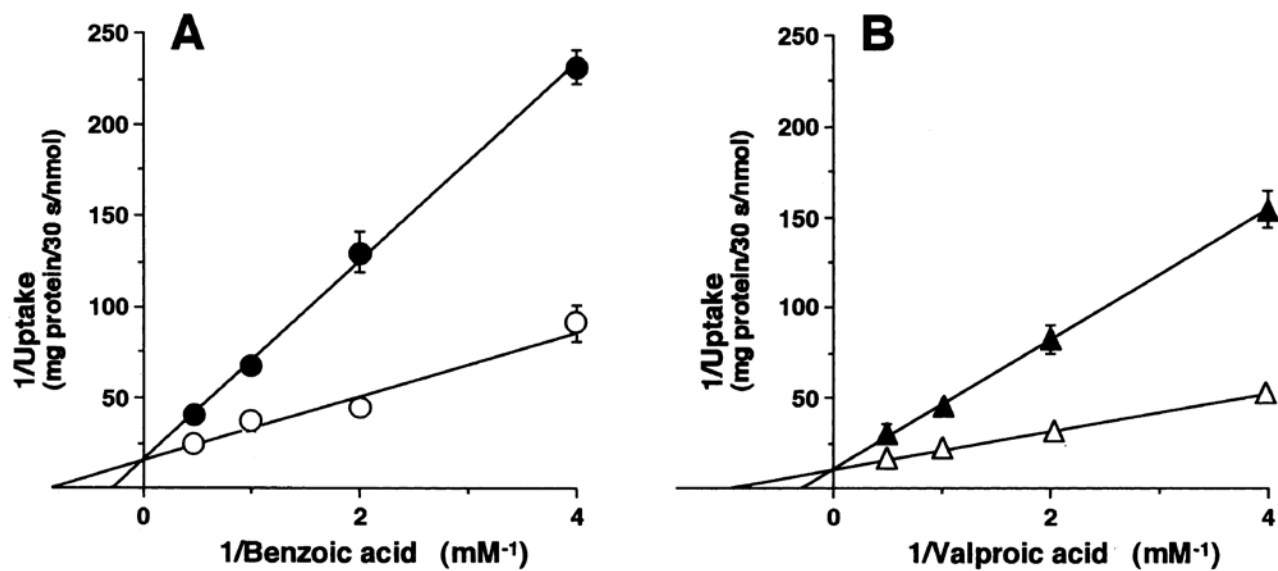 A
250
200
150
100
50
0
2
4
1/Uptake
(mg protein/30 s/nmol)
1/Benzoic acid (mM⁻¹)
B
250
200
150
100
50
0
2
4
1/Uptake
(mg protein/30 s/nmol)
1/Valproic acid (mM⁻¹)